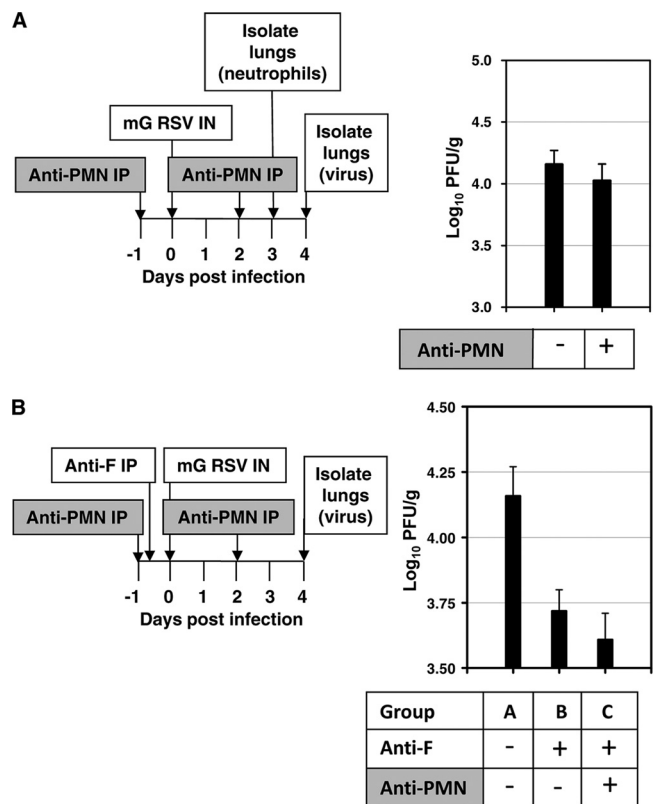 A
Isolate
lungs
(neutrophils)
mG RSV IN
Isolate
lungs
(virus)
Anti-PMN IP
Anti-PMN IP
-1 0 1 2 3 4
Days post infection
5.0
4.5
4.0
3.5
3.0
Log10 PFU/g
Anti-PMN - +
B
Anti-F IP
mG RSV IN
Isolate
lungs
(virus)
Anti-PMN IP
Anti-PMN IP
-1 0 1 2 3 4
Days post infection
4.50
4.25
4.00
3.75
3.50
Log10 PFU/g
Group A B C
Anti-F - + +
Anti-PMN - - +